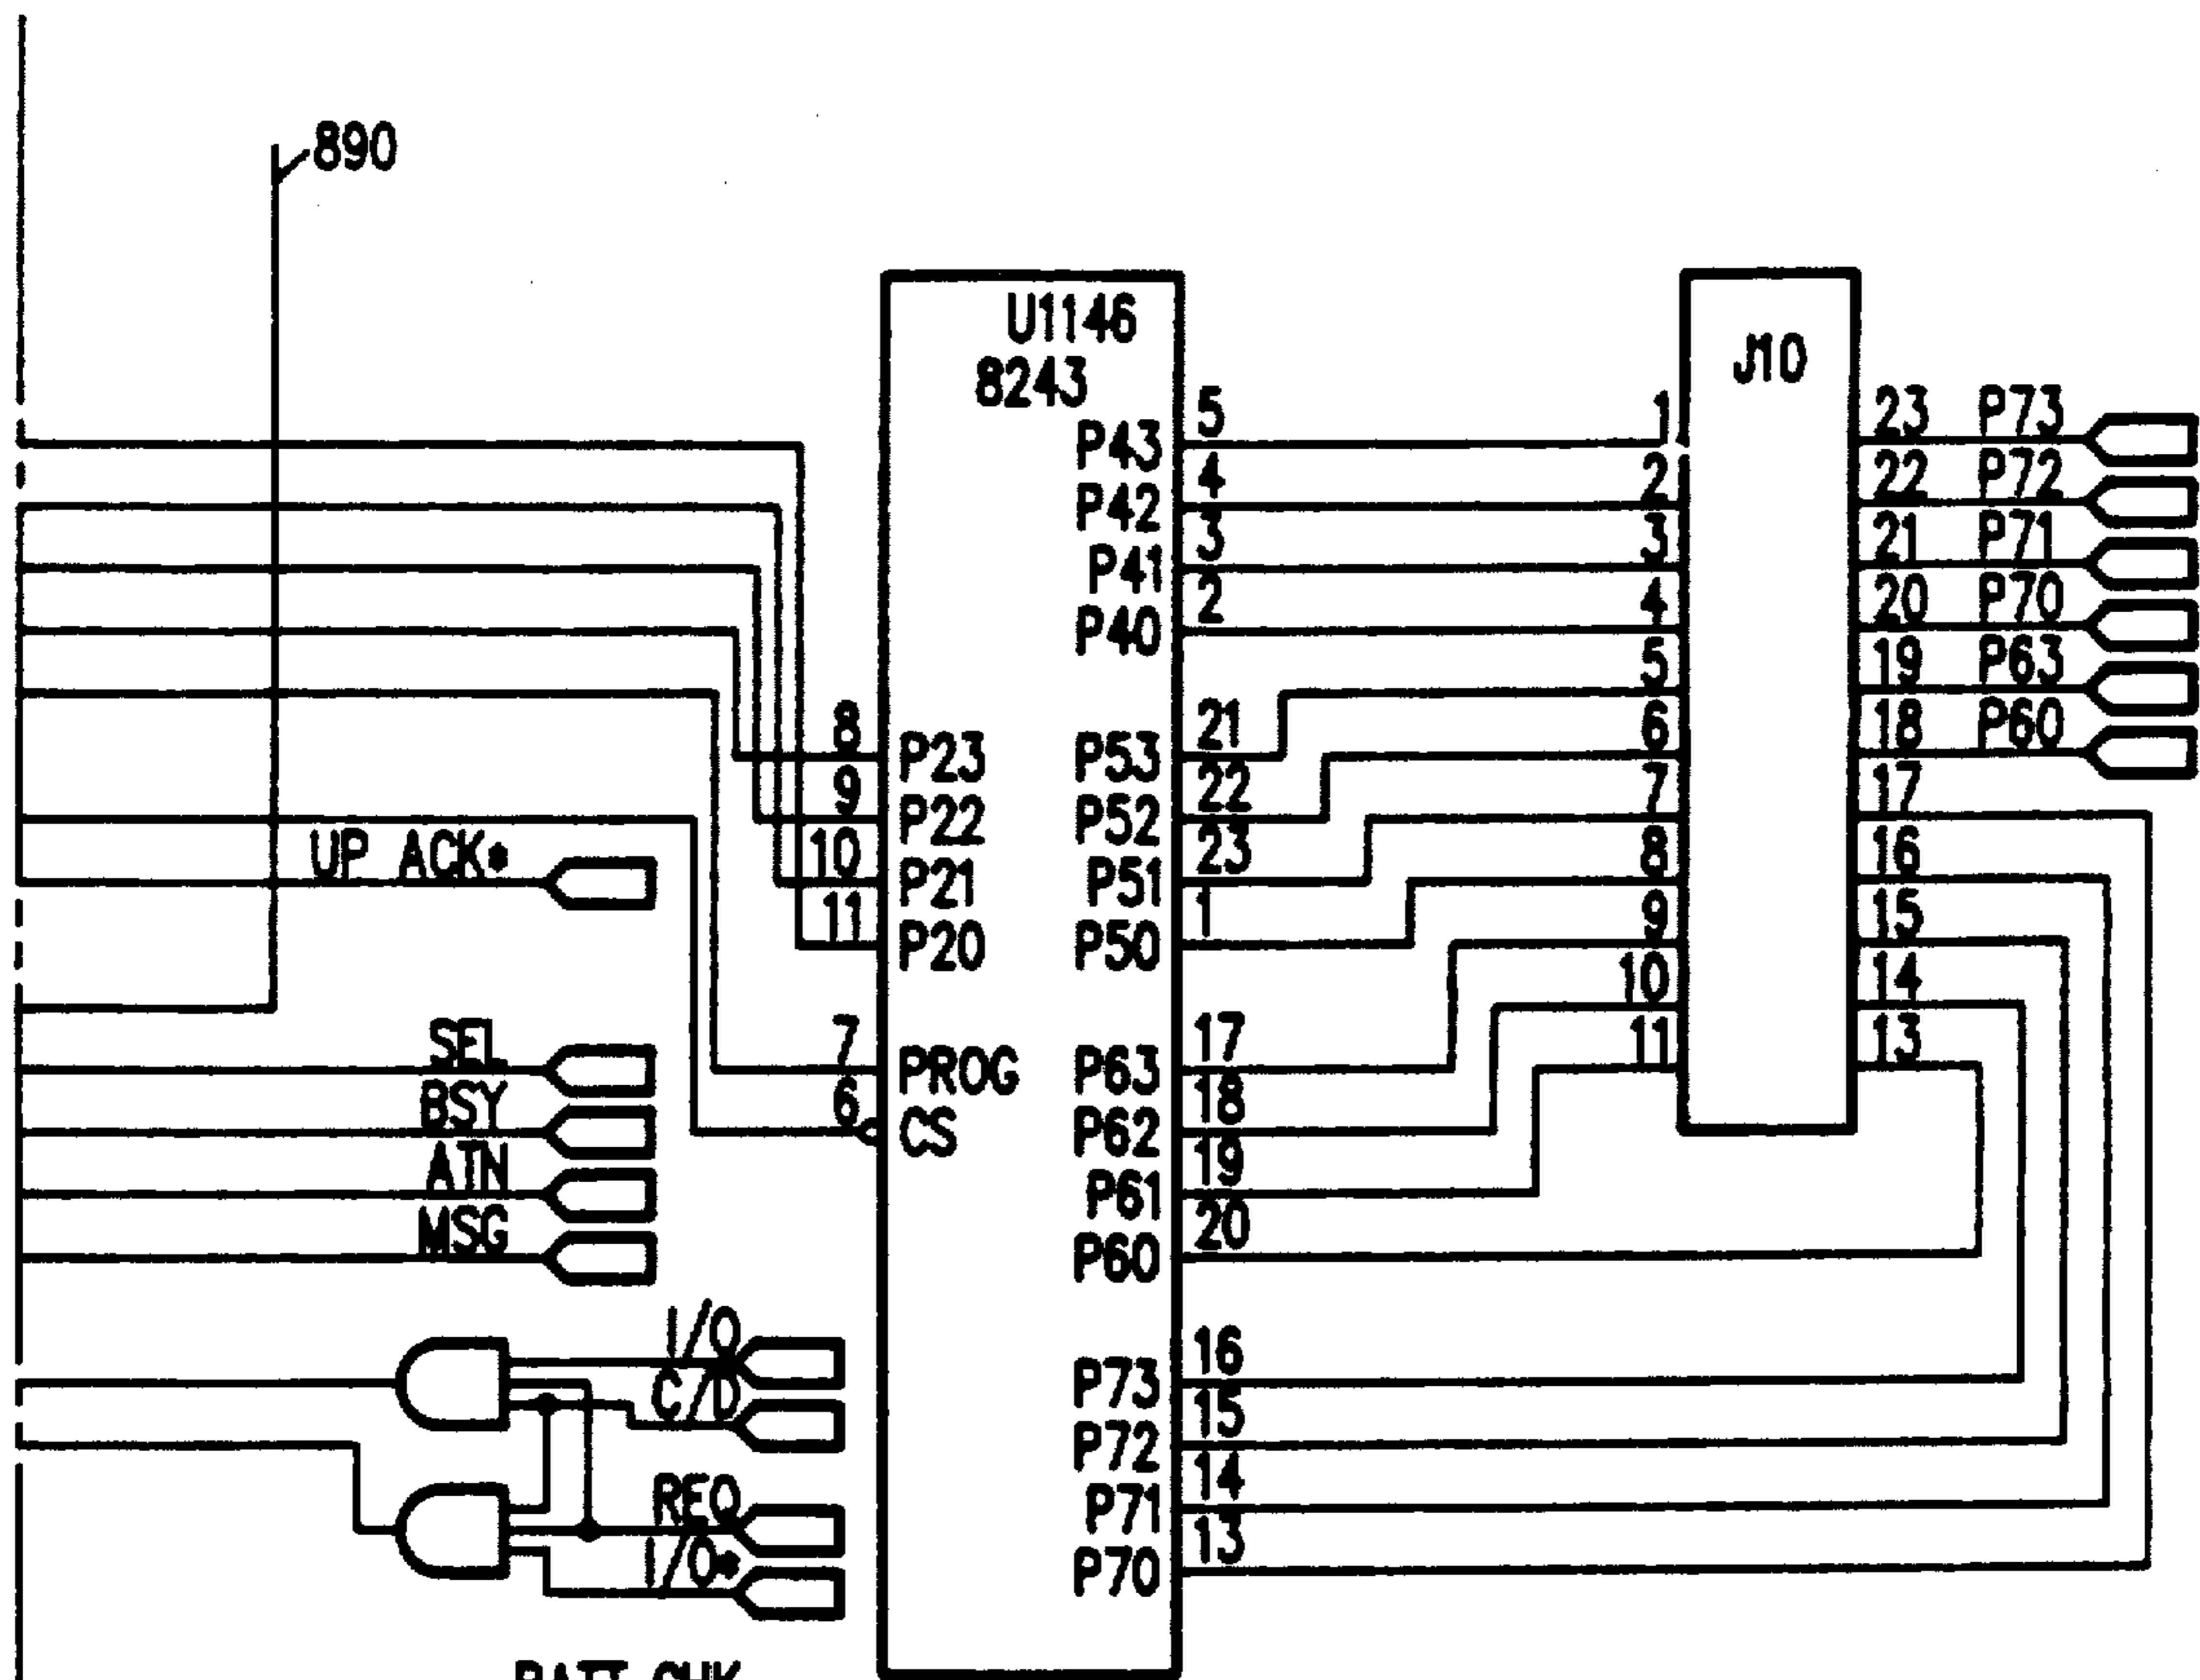 890
U1146
8243
J10
5 P43 1 23 P73
4 P42 2 22 P72
3 P41 3 21 P71
2 P40 4 20 P70
5 19 P63
8 P23 P53 21 6 18 P60
9 P22 P52 22 7 17
UP ACK*
10 P21 P51 23 8 16
11 P20 P50 1 9 15
10 14
SEL
7 PROG P63 17 11 13
BSY
6 CS P62 18
ATN
P61 19
MSG
P60 20
I/O
P73 16
C/D
P72 15
REQ
P71 14
I/O*
P70 13
BATT CHK